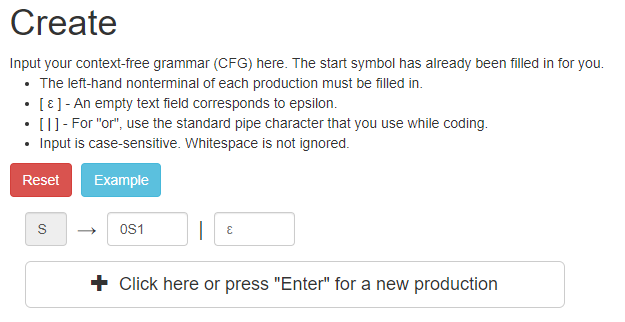 Create
Input your context-free grammar (CFG) here. The start symbol has already been filled in for you.
• The left-hand nonterminal of each production must be filled in.
• [ ε ] - An empty text field corresponds to epsilon.
• [ | ] - For "or", use the standard pipe character that you use while coding.
• Input is case-sensitive. Whitespace is not ignored.
Reset Example
S → 0S1 | ε
+ Click here or press "Enter" for a new production